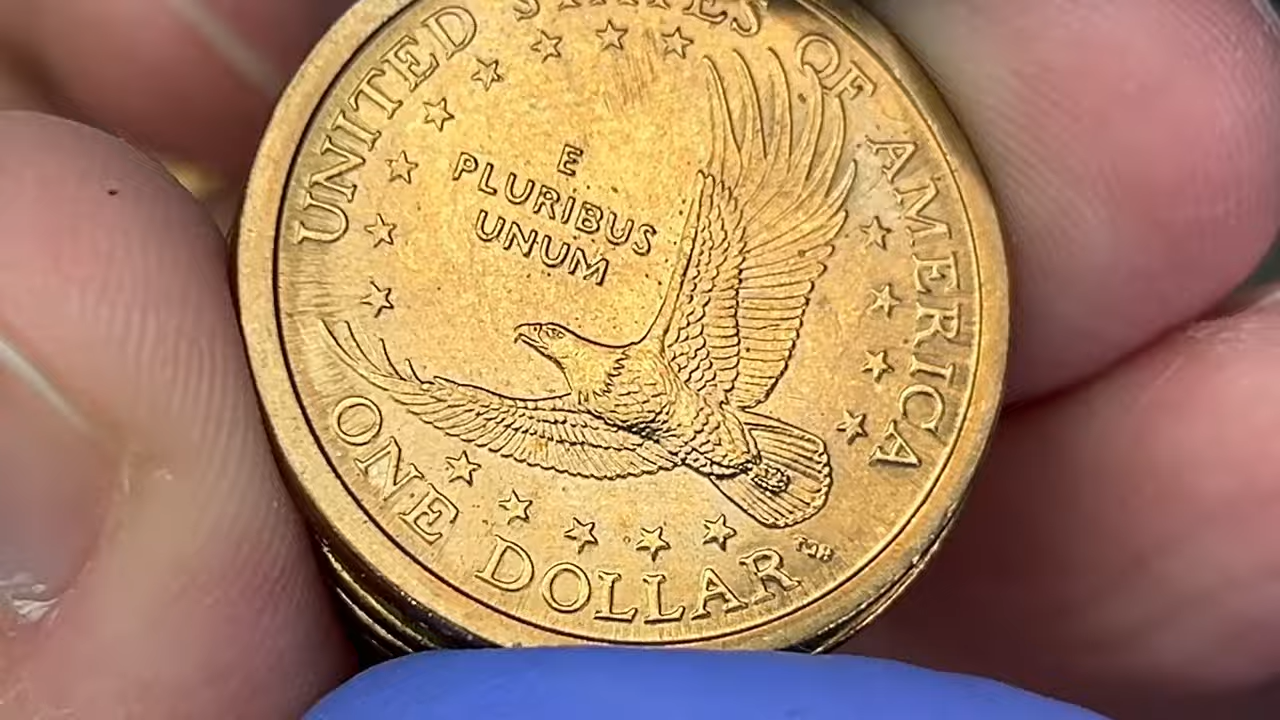 UNITED STATES OF AMERICA
E
PLURIBUS
UNUM
ONE DOLLAR